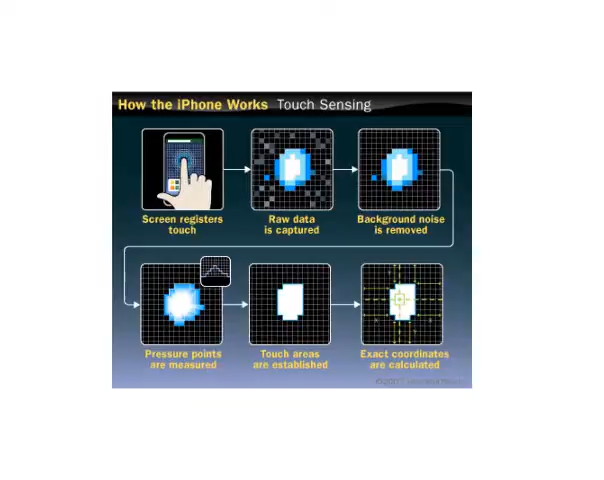 How the iPhone Works Touch Sensing
Screen registers
touch
Raw data
is captured
Background noise
is removed
Pressure points
are measured
Touch areas
are established
Exact coordinates
are calculated